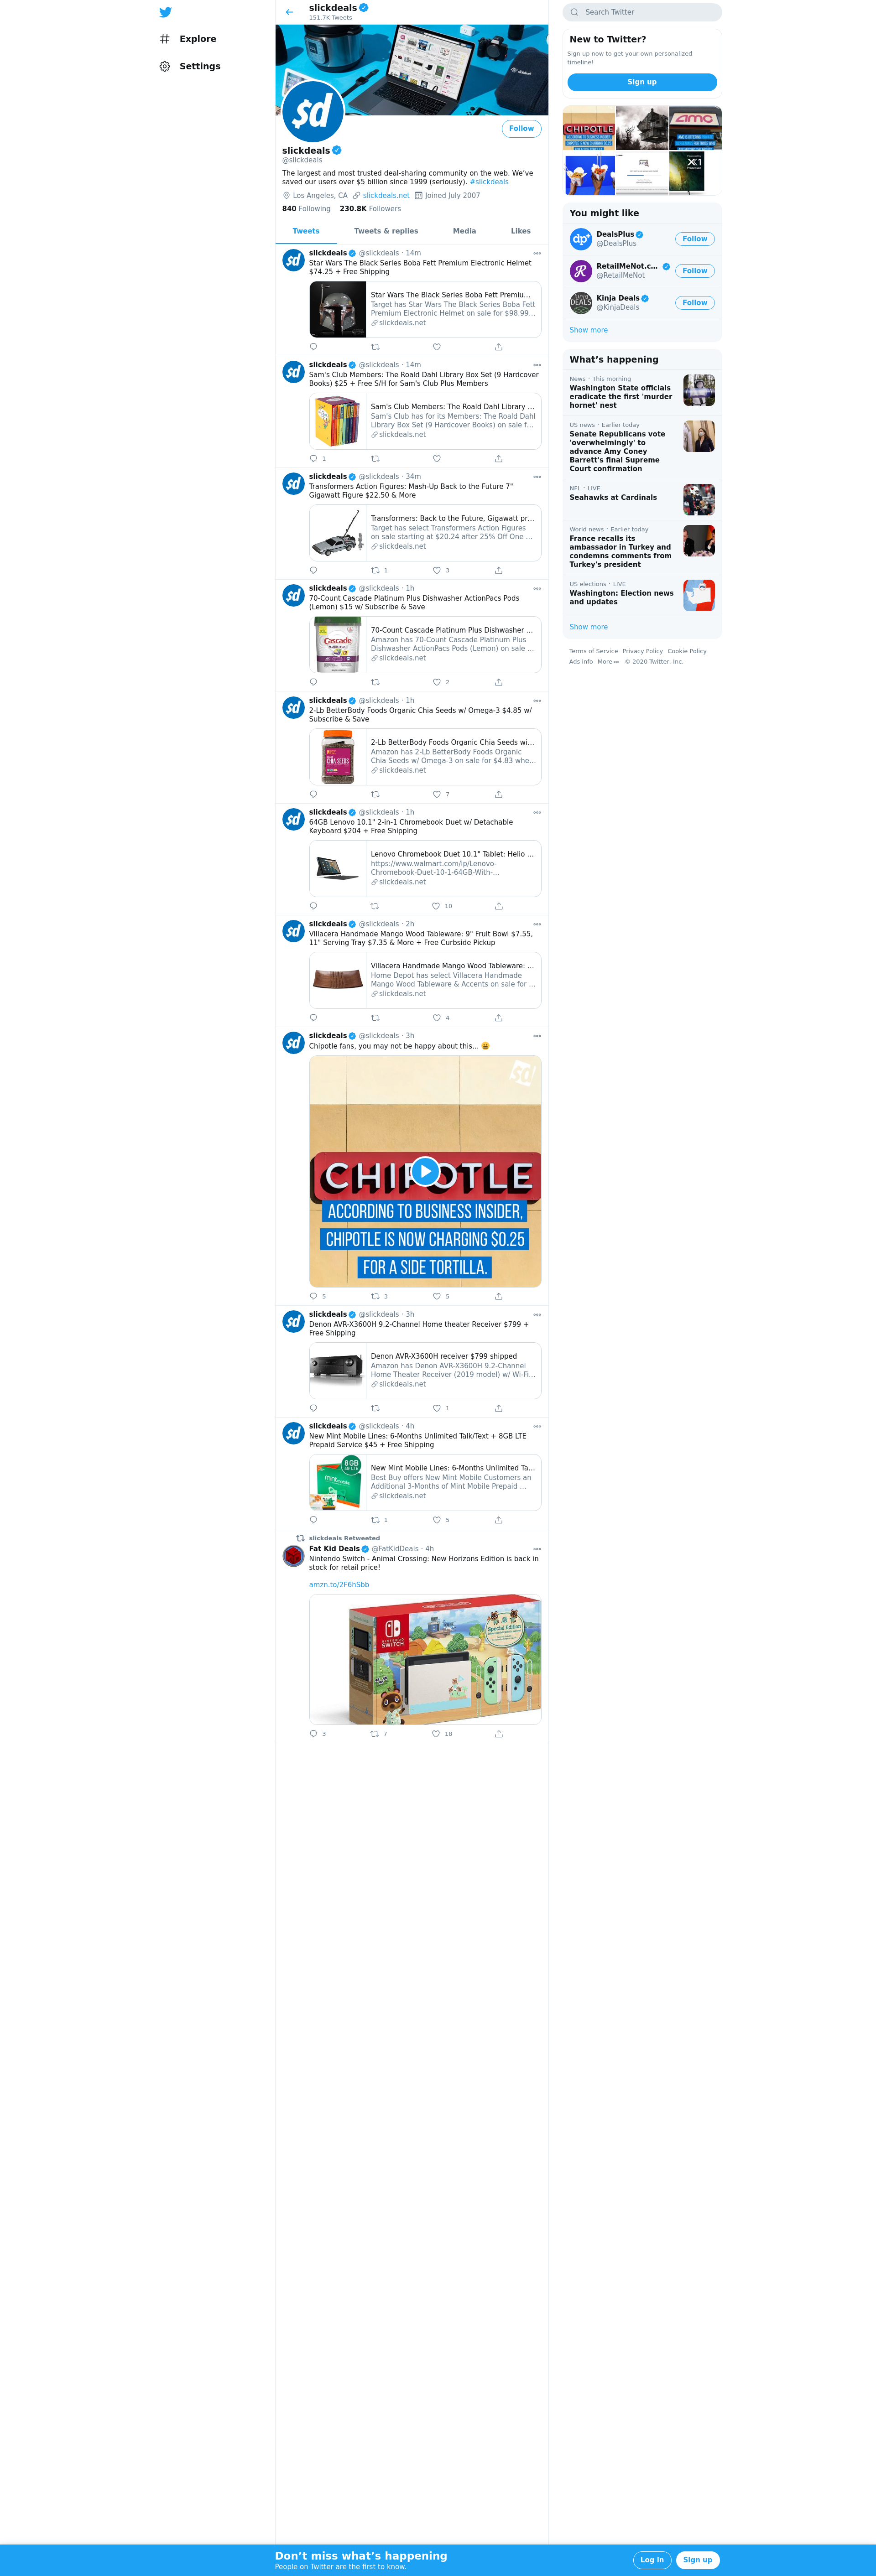 Explore
Settings
slickdeals
151.7K Tweets
$d
Follow
slickdeals
@slickdeals
The largest and most trusted deal-sharing community on the web. We've
saved our users over $5 billion since 1999 (seriously). #slickdeals
Los Angeles, CA slickdeals.net Joined July 2007
840 Following 230.8K Followers
Tweets Tweets & replies Media Likes
slickdeals @slickdeals · 14m
Star Wars The Black Series Boba Fett Premium Electronic Helmet
$74.25 + Free Shipping
Star Wars The Black Series Boba Fett Premiu...
Target has Star Wars The Black Series Boba Fett
Premium Electronic Helmet on sale for $98.99...
slickdeals.net
slickdeals @slickdeals · 14m
Sam's Club Members: The Roald Dahl Library Box Set (9 Hardcover
Books) $25 + Free S/H for Sam's Club Plus Members
Sam's Club Members: The Roald Dahl Library ...
Sam's Club has for its Members: The Roald Dahl
Library Box Set (9 Hardcover Books) on sale f...
slickdeals.net
1
slickdeals @slickdeals · 34m
Transformers Action Figures: Mash-Up Back to the Future 7"
Gigawatt Figure $22.50 & More
Transformers: Back to the Future, Gigawatt pr...
Target has select Transformers Action Figures
on sale starting at $20.24 after 25% Off One ...
slickdeals.net
1 3
slickdeals @slickdeals · 1h
70-Count Cascade Platinum Plus Dishwasher ActionPacs Pods
(Lemon) $15 w/ Subscribe & Save
Cascade
70-Count Cascade Platinum Plus Dishwasher ...
Amazon has 70-Count Cascade Platinum Plus
Dishwasher ActionPacs Pods (Lemon) on sale ...
slickdeals.net
2
slickdeals @slickdeals · 1h
2-Lb BetterBody Foods Organic Chia Seeds w/ Omega-3 $4.85 w/
Subscribe & Save
CHIA SEEDS
2-Lb BetterBody Foods Organic Chia Seeds wi...
Amazon has 2-Lb BetterBody Foods Organic
Chia Seeds w/ Omega-3 on sale for $4.83 whe...
slickdeals.net
7
slickdeals @slickdeals · 1h
64GB Lenovo 10.1" 2-in-1 Chromebook Duet w/ Detachable
Keyboard $204 + Free Shipping
Lenovo Chromebook Duet 10.1" Tablet: Helio ...
https://www.walmart.com/ip/Lenovo-
Chromebook-Duet-10-1-64GB-With-...
slickdeals.net
10
slickdeals @slickdeals · 2h
Villacera Handmade Mango Wood Tableware: 9" Fruit Bowl $7.55,
11" Serving Tray $7.35 & More + Free Curbside Pickup
Villacera Handmade Mango Wood Tableware: ...
Home Depot has select Villacera Handmade
Mango Wood Tableware & Accents on sale for ...
slickdeals.net
4
slickdeals @slickdeals · 3h
Chipotle fans, you may not be happy about this...
$d
CHIPOTLE
ACCORDING TO BUSINESS INSIDER,
CHIPOTLE IS NOW CHARGING $0.25
FOR A SIDE TORTILLA.
5 3 5
slickdeals @slickdeals · 3h
Denon AVR-X3600H 9.2-Channel Home theater Receiver $799 +
Free Shipping
Denon AVR-X3600H receiver $799 shipped
Amazon has Denon AVR-X3600H 9.2-Channel
Home Theater Receiver (2019 model) w/ Wi-Fi...
slickdeals.net
1
slickdeals @slickdeals · 4h
New Mint Mobile Lines: 6-Months Unlimited Talk/Text + 8GB LTE
Prepaid Service $45 + Free Shipping
8GB
New Mint Mobile Lines: 6-Months Unlimited Ta...
Best Buy offers New Mint Mobile Customers an
Additional 3-Months of Mint Mobile Prepaid ...
slickdeals.net
1 5
slickdeals Retweeted
Fat Kid Deals @FatKidDeals · 4h
Nintendo Switch - Animal Crossing: New Horizons Edition is back in
stock for retail price!
amzn.to/2F6hSbb
NINTENDO
SWITCH
Special Edition
3 7 18
Search Twitter
New to Twitter?
Sign up now to get your own personalized
timeline!
Sign up
CHIPOTLE
amc
You might like
DealsPlus
@DealsPlus
Follow
RetailMeNot.c...
@RetailMeNot
Follow
Kinja Deals
@KinjaDeals
Follow
Show more
What's happening
News · This morning
Washington State officials
eradicate the first 'murder
hornet' nest
US news · Earlier today
Senate Republicans vote
'overwhelmingly' to
advance Amy Coney
Barrett's final Supreme
Court confirmation
NFL · LIVE
Seahawks at Cardinals
World news · Earlier today
France recalls its
ambassador in Turkey and
condemns comments from
Turkey's president
US elections · LIVE
Washington: Election news
and updates
Show more
Terms of Service Privacy Policy Cookie Policy
Ads info More © 2020 Twitter, Inc.
Don't miss what's happening
People on Twitter are the first to know.
Log in Sign up